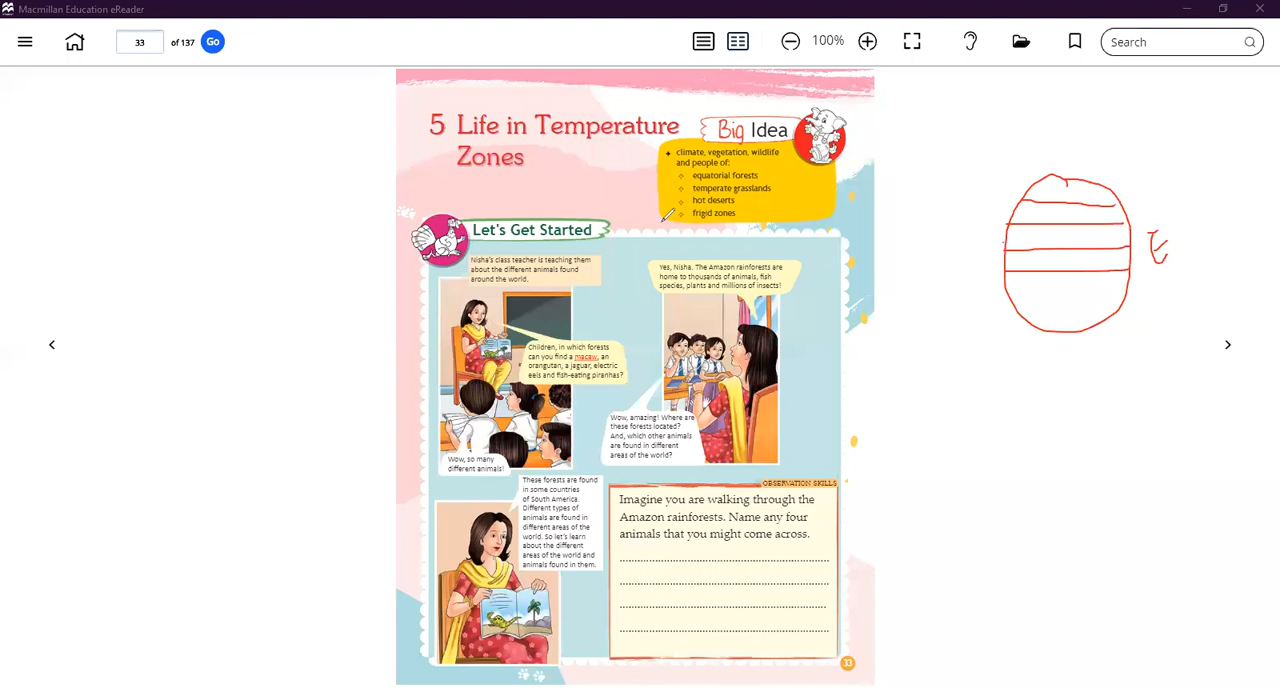 Macmillan Education eReader
33 of 137 Go
100%
Search
5 Life in Temperature
Zones
Big Idea
climate, vegetation, wildlife
and people of:
equatorial forests
temperate grasslands
hot deserts
frigid zones
Let's Get Started
Nisha's class teacher is teaching them
about the different animals found
around the world.
Children, in which forests
can you find a macaw, an
orangutan, a jaguar, electric
eels and fish-eating piranhas?
Wow, so many
different animals!
Yes, Nisha. The Amazon rainforests are
home to thousands of animals, fish
species, plants and millions of insects!
Wow, amazing! Where are
these forests located?
And, which other animals
are found in different
areas of the world?
These forests are found
in some countries
of South America.
Different types of
animals are found in
different areas of the
world. So let's learn
about the different
areas of the world and
animals found in them.
OBSERVATION SKILLS
Imagine you are walking through the
Amazon rainforests. Name any four
animals that you might come across.
33
E